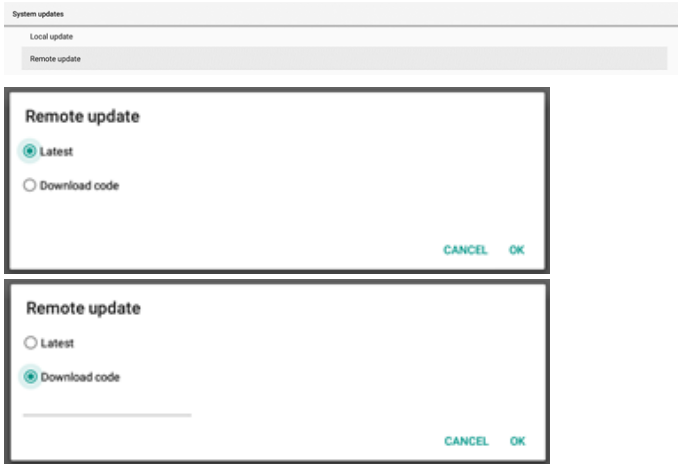 System updates
Local update
Remote update
Remote update
Latest
Download code
CANCEL OK
Remote update
Latest
Download code
CANCEL OK